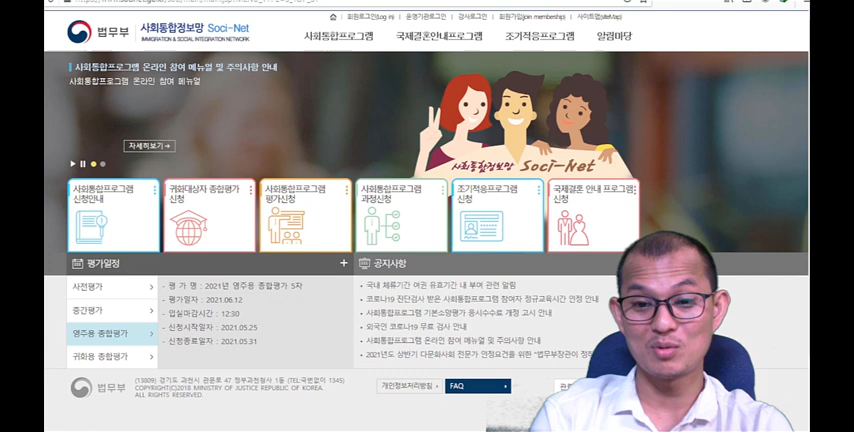 회원로그인(Log in) | 운영기관로그인 | 강사로그인 | 회원가입(join membership) | 사이트맵(siteMap)
법무부 사회통합정보망 Soci-Net
IMMIGRATION & SOCIAL INTEGRATION NETWORK
사회통합프로그램 국제결혼안내프로그램 조기적응프로그램 알림마당
사회통합프로그램 온라인 참여 메뉴얼 및 주의사항 안내
사회통합프로그램 온라인 참여 메뉴얼
자세히보기
사회통합정보망 Soci-Net
사회통합프로그램 신청안내
귀화대상자 종합평가 신청
사회통합프로그램 평가신청
사회통합프로그램 과정신청
조기적응프로그램 신청
국제결혼 안내 프로그램 신청
평가일정 +
사전평가
중간평가
영주용 종합평가
귀화용 종합평가
- 평 가 명 : 2021년 영주용 종합평가 5차
- 평가일자 : 2021.06.12
- 입실마감시간 : 12:30
- 신청시작일자 : 2021.05.25
- 신청종료일자 : 2021.05.31
공지사항
국내 체류기간 여권 유효기간 내 부여 관련 알림
코로나19 진단검사 받은 사회통합프로그램 참여자 정규교육시간 인정 안내
사회통합프로그램 기본소양평가 응시수수료 개정 고시 안내
외국인 코로나19 무료 검사 안내
사회통합프로그램 온라인 참여 메뉴얼 및 주의사항 안내
2021년도 상반기 다문화사회 전문가 인정요건을 위한 "법무부장관이
법무부
(13809) 경기도 과천시 관문로 47 정부과천청사 1동 (TEL:국번없이 1345)
COPYRIGHT(C)2018 MINISTRY OF JUSTICE REPUBLIC OF KOREA.
ALL RIGHTS RESERVED.
개인정보처리방침
FAQ